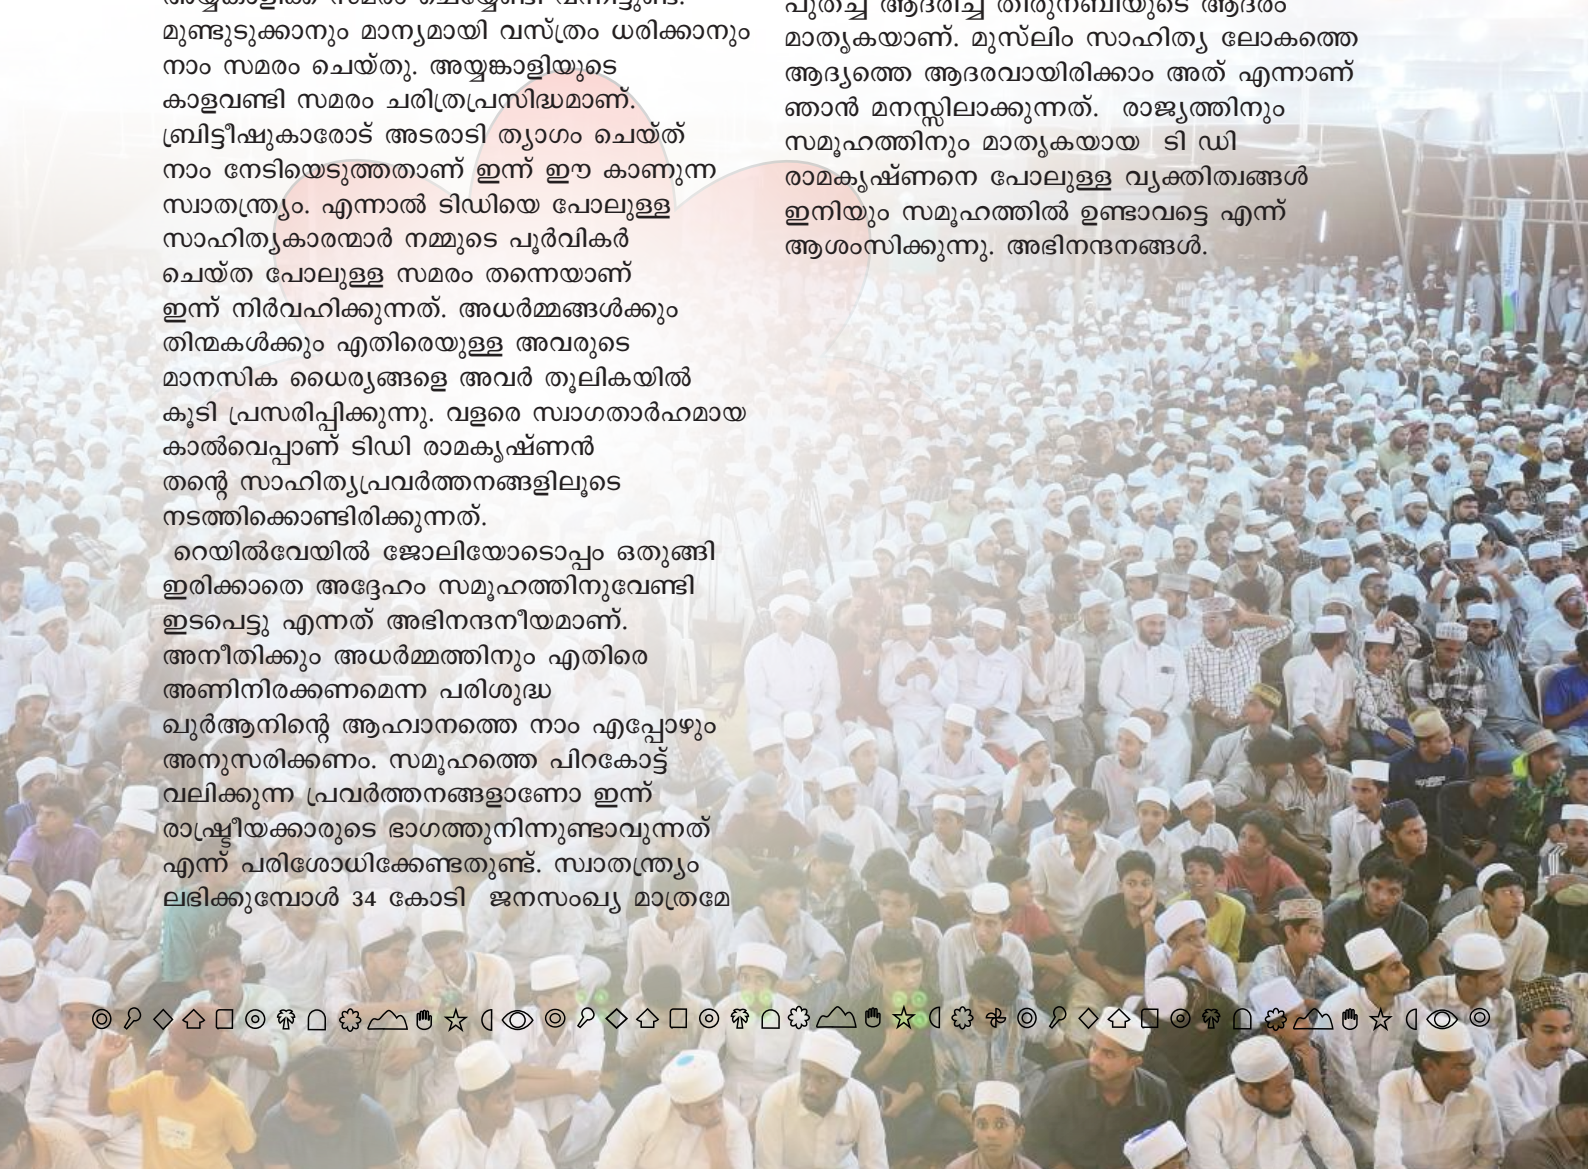 മുണ്ടുടുക്കാനും മാന്യമായി വസ്ത്രം ധരിക്കാനും
നാം സമരം ചെയ്തു. അയ്യങ്കാളിയുടെ
കാളവണ്ടി സമരം ചരിത്രപ്രസിദ്ധമാണ്.
ബ്രിട്ടീഷുകാരോട് അടരാടി ത്യാഗം ചെയ്ത്
നാം നേടിയെടുത്തതാണ് ഇന്ന് ഈ കാണുന്ന
സ്വാതന്ത്ര്യം. എന്നാൽ ടിഡിയെ പോലുള്ള
സാഹിത്യകാരന്മാർ നമ്മുടെ പൂർവികർ
ചെയ്ത പോലുള്ള സമരം തന്നെയാണ്
ഇന്ന് നിർവഹിക്കുന്നത്. അധർമ്മങ്ങൾക്കും
തിന്മകൾക്കും എതിരെയുള്ള അവരുടെ
മാനസിക ധൈര്യങ്ങളെ അവർ തൂലികയിൽ
കൂടി പ്രസരിപ്പിക്കുന്നു. വളരെ സ്വാഗതാർഹമായ
കാൽവെപ്പാണ് ടിഡി രാമകൃഷ്ണൻ
തന്റെ സാഹിത്യപ്രവർത്തനങ്ങളിലൂടെ
നടത്തിക്കൊണ്ടിരിക്കുന്നത്.
റെയിൽവേയിൽ ജോലിയോടൊപ്പം ഒതുങ്ങി
ഇരിക്കാതെ അദ്ദേഹം സമൂഹത്തിനുവേണ്ടി
ഇടപെട്ടു എന്നത് അഭിനന്ദനീയമാണ്.
അനീതിക്കും അധർമ്മത്തിനും എതിരെ
അണിനിരക്കണമെന്ന പരിശുദ്ധ
ഖുർആനിന്റെ ആഹ്വാനത്തെ നാം എപ്പോഴും
അനുസരിക്കണം. സമൂഹത്തെ പിറകോട്ട്
വലിക്കുന്ന പ്രവർത്തനങ്ങളാണോ ഇന്ന്
രാഷ്ട്രീയക്കാരുടെ ഭാഗത്തുനിന്നുണ്ടാവുന്നത്
എന്ന് പരിശോധിക്കേണ്ടതുണ്ട്. സ്വാതന്ത്ര്യം
ലഭിക്കുമ്പോൾ 34 കോടി ജനസംഖ്യ മാത്രമേ
പുതച്ച് ആദരിച്ച തിരുനബിയുടെ ആദരം
മാതൃകയാണ്. മുസ്‌ലിം സാഹിത്യ ലോകത്തെ
ആദ്യത്തെ ആദരവായിരിക്കാം അത് എന്നാണ്
ഞാൻ മനസ്സിലാക്കുന്നത്. രാജ്യത്തിനും
സമൂഹത്തിനും മാതൃകയായ ടി ഡി
രാമകൃഷ്ണനെ പോലുള്ള വ്യക്തിത്വങ്ങൾ
ഇനിയും സമൂഹത്തിൽ ഉണ്ടാവട്ടെ എന്ന്
ആശംസിക്കുന്നു. അഭിനന്ദനങ്ങൾ.